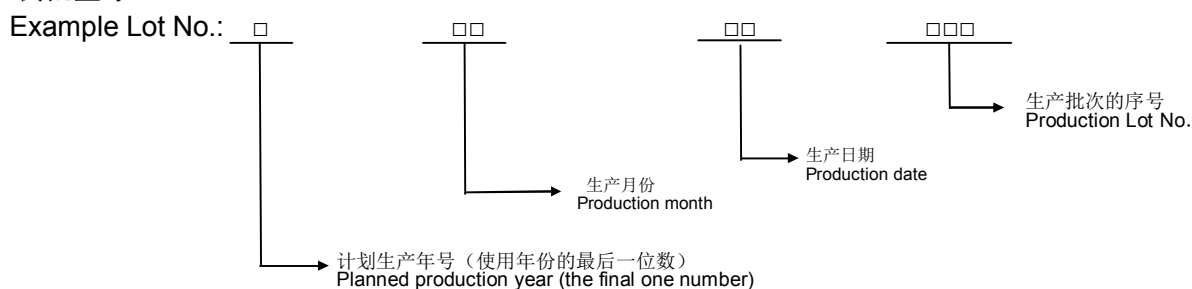 Example Lot No.: □ □□ □□ □□□
生产批次的序号
Production Lot No.
生产日期
Production date
生产月份
Production month
计划生产年号（使用年份的最后一位数）
Planned production year (the final one number)